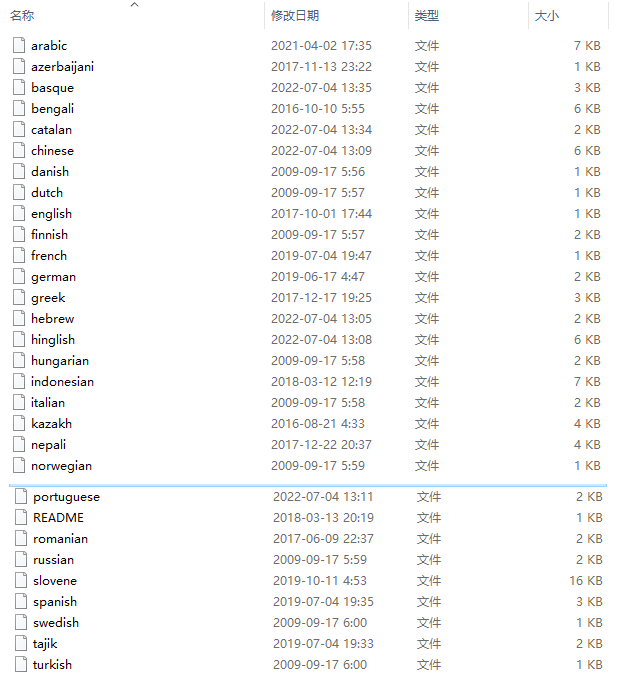 名称 修改日期 类型 大小
arabic 2021-04-02 17:35 文件 7 KB
azerbaijani 2017-11-13 23:22 文件 1 KB
basque 2022-07-04 13:35 文件 3 KB
bengali 2016-10-10 5:55 文件 6 KB
catalan 2022-07-04 13:34 文件 2 KB
chinese 2022-07-04 13:09 文件 6 KB
danish 2009-09-17 5:56 文件 1 KB
dutch 2009-09-17 5:57 文件 1 KB
english 2017-10-01 17:44 文件 1 KB
finnish 2009-09-17 5:57 文件 2 KB
french 2019-07-04 19:47 文件 1 KB
german 2019-06-17 4:47 文件 2 KB
greek 2017-12-17 19:25 文件 3 KB
hebrew 2022-07-04 13:05 文件 2 KB
hinglish 2022-07-04 13:08 文件 6 KB
hungarian 2009-09-17 5:58 文件 2 KB
indonesian 2018-03-12 12:19 文件 7 KB
italian 2009-09-17 5:58 文件 2 KB
kazakh 2016-08-21 4:33 文件 4 KB
nepali 2017-12-22 20:37 文件 4 KB
norwegian 2009-09-17 5:59 文件 1 KB
portuguese 2022-07-04 13:11 文件 2 KB
README 2018-03-13 20:19 文件 1 KB
romanian 2017-06-09 22:37 文件 2 KB
russian 2009-09-17 5:59 文件 2 KB
slovene 2019-10-11 4:53 文件 16 KB
spanish 2019-07-04 19:35 文件 3 KB
swedish 2009-09-17 6:00 文件 1 KB
tajik 2019-07-04 19:33 文件 2 KB
turkish 2009-09-17 6:00 文件 1 KB